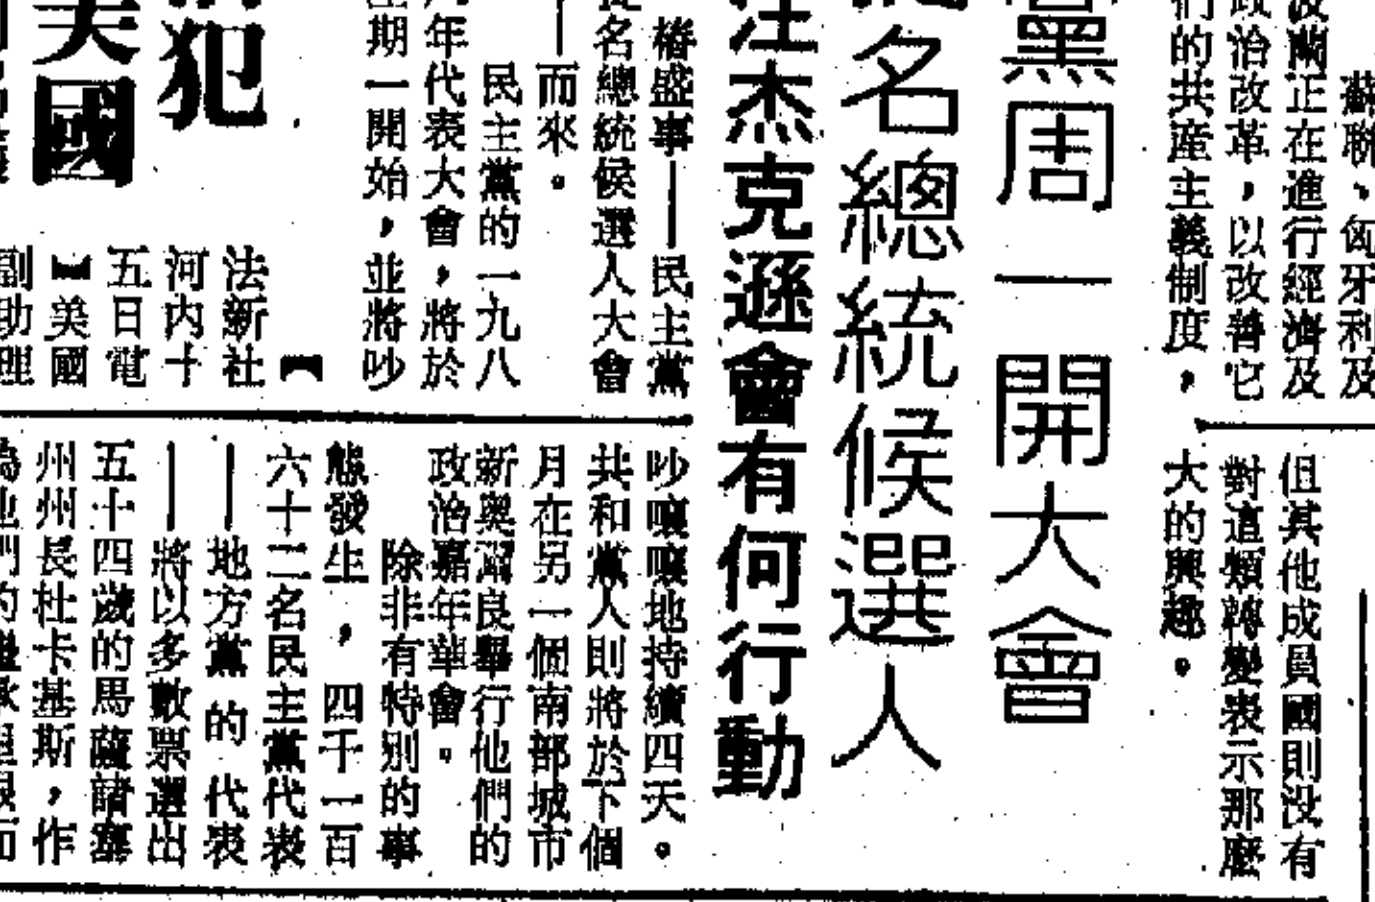 蘇聯、匈牙利及
波蘭正在進行經濟及
政治改革，以改善它
們的共産主義制度，
但其他成員國則没有
對這類轉變表示那麽
大的興趣。
黨周一開大會
名總統候選人
注杰克遜會有何行動
椿盛事——民主黨
名總統候選人大會
—而來。
民主黨的一九八
年代表大會，將於
期一開始，並將吵
吵嚷嚷地持續四天。
共和黨人則將於下個
月在另一個南部城市
新奥爾良舉行他們的
政治嘉年華會。
除非有特别的事
態發生，四千一百
六十二名民主黨代表
——地方黨的代表
——將以多數票選出
五十四歲的馬薩諸塞
州州長杜卡基斯，作
犯
美國
【
法新社
河内十
五日電
】美國
副助理